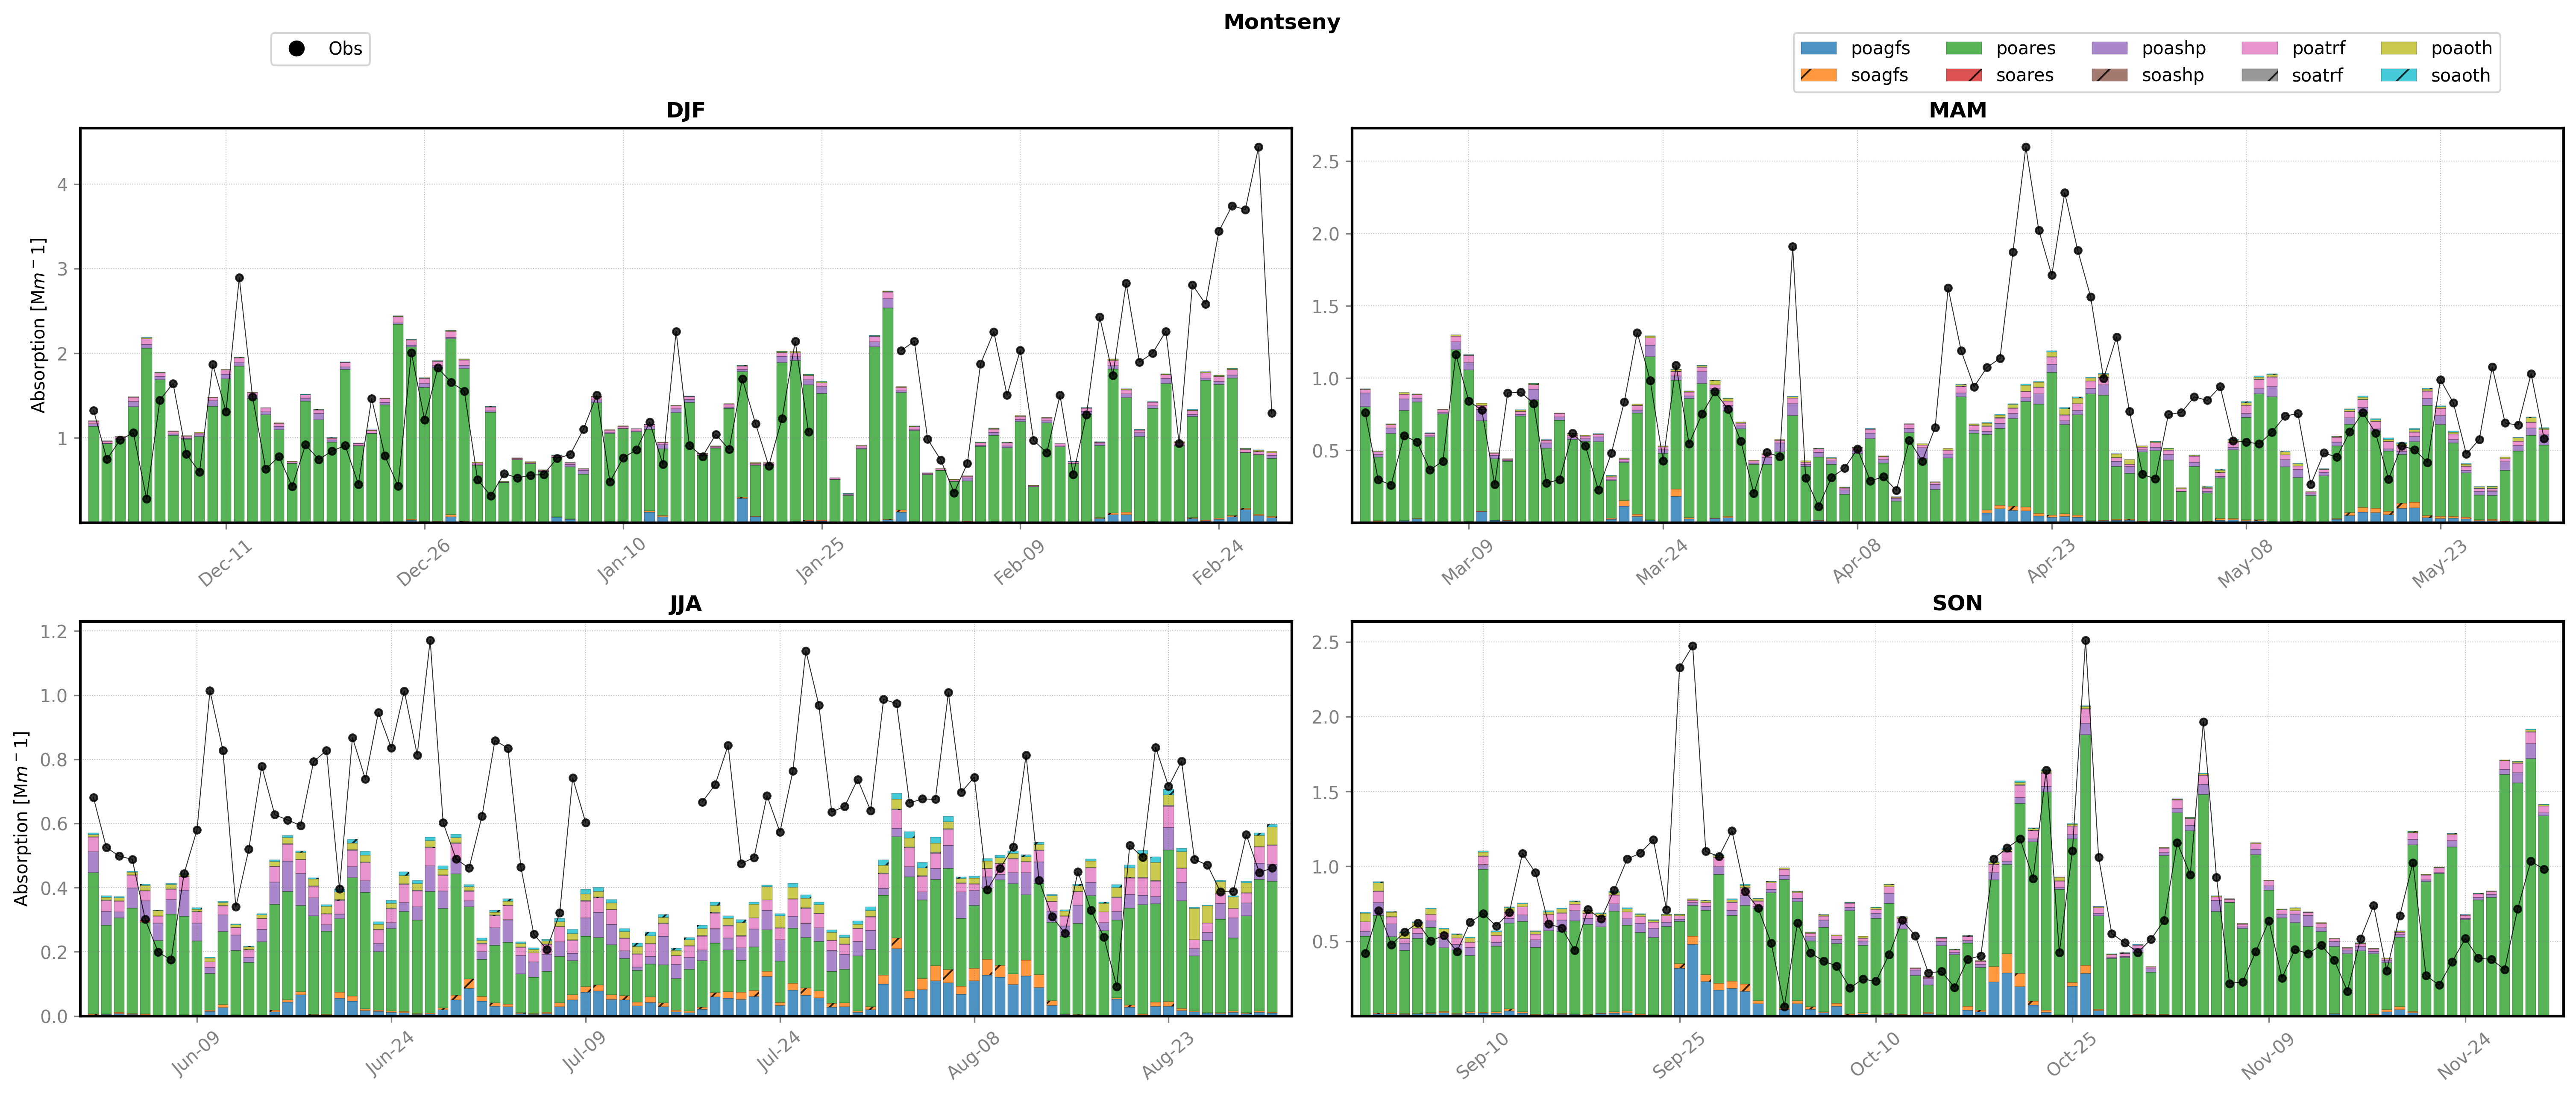 Montseny
Obs
poagfs poares poashp poatrf poaoth
soagfs soares soashp soatrf soaoth
DJF
MAM
Absorption [Mm^-1]
4
3
2
1
Dec-11 Dec-26 Jan-10 Jan-25 Feb-09 Feb-24
2.5
2.0
1.5
1.0
0.5
Mar-09 Mar-24 Apr-08 Apr-23 May-08 May-23
JJA
SON
Absorption [Mm^-1]
1.2
1.0
0.8
0.6
0.4
0.2
0.0
Jun-09 Jun-24 Jul-09 Jul-24 Aug-08 Aug-23
2.5
2.0
1.5
1.0
0.5
Sep-10 Sep-25 Oct-10 Oct-25 Nov-09 Nov-24